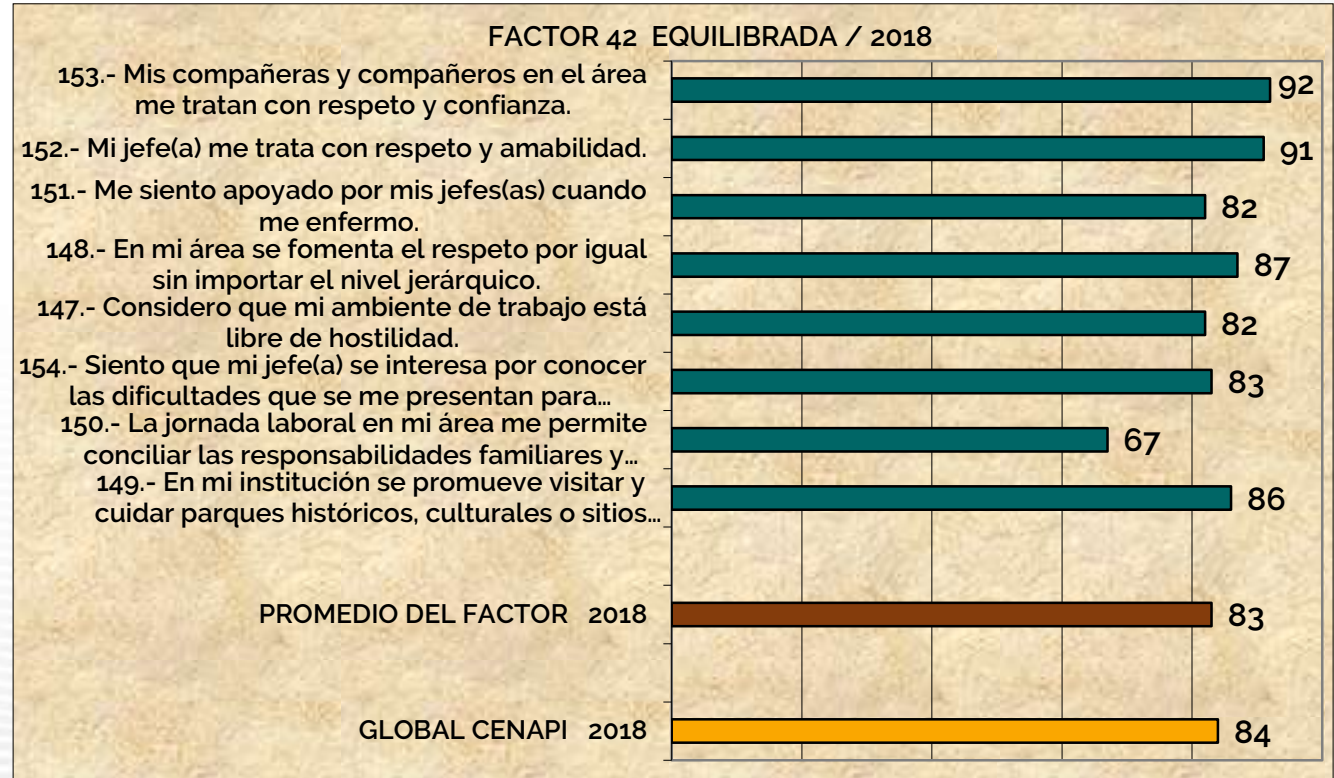 FACTOR 42 EQUILIBRADA / 2018
153.- Mis compañeras y compañeros en el área
me tratan con respeto y confianza.
92
152.- Mi jefe(a) me trata con respeto y amabilidad.
91
151.- Me siento apoyado por mis jefes(as) cuando
me enfermo.
82
148.- En mi área se fomenta el respeto por igual
sin importar el nivel jerárquico.
87
147.- Considero que mi ambiente de trabajo está
libre de hostilidad.
82
154.- Siento que mi jefe(a) se interesa por conocer
las dificultades que se me presentan para...
83
150.- La jornada laboral en mi área me permite
conciliar las responsabilidades familiares y...
67
149.- En mi institución se promueve visitar y
cuidar parques históricos, culturales o sitios...
86
PROMEDIO DEL FACTOR 2018
83
GLOBAL CENAPI 2018
84